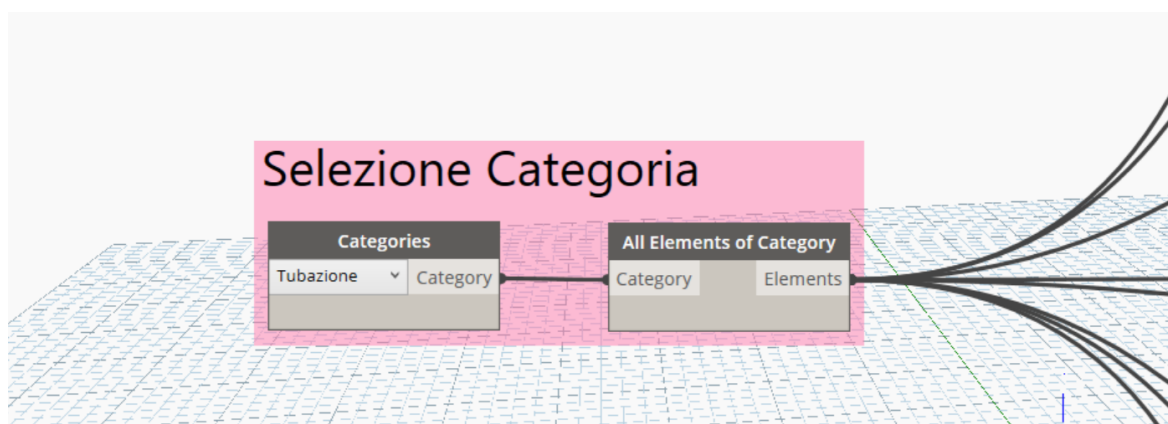 Selezione Categoria
Categories
Tubazione Category
All Elements of Category
Category Elements